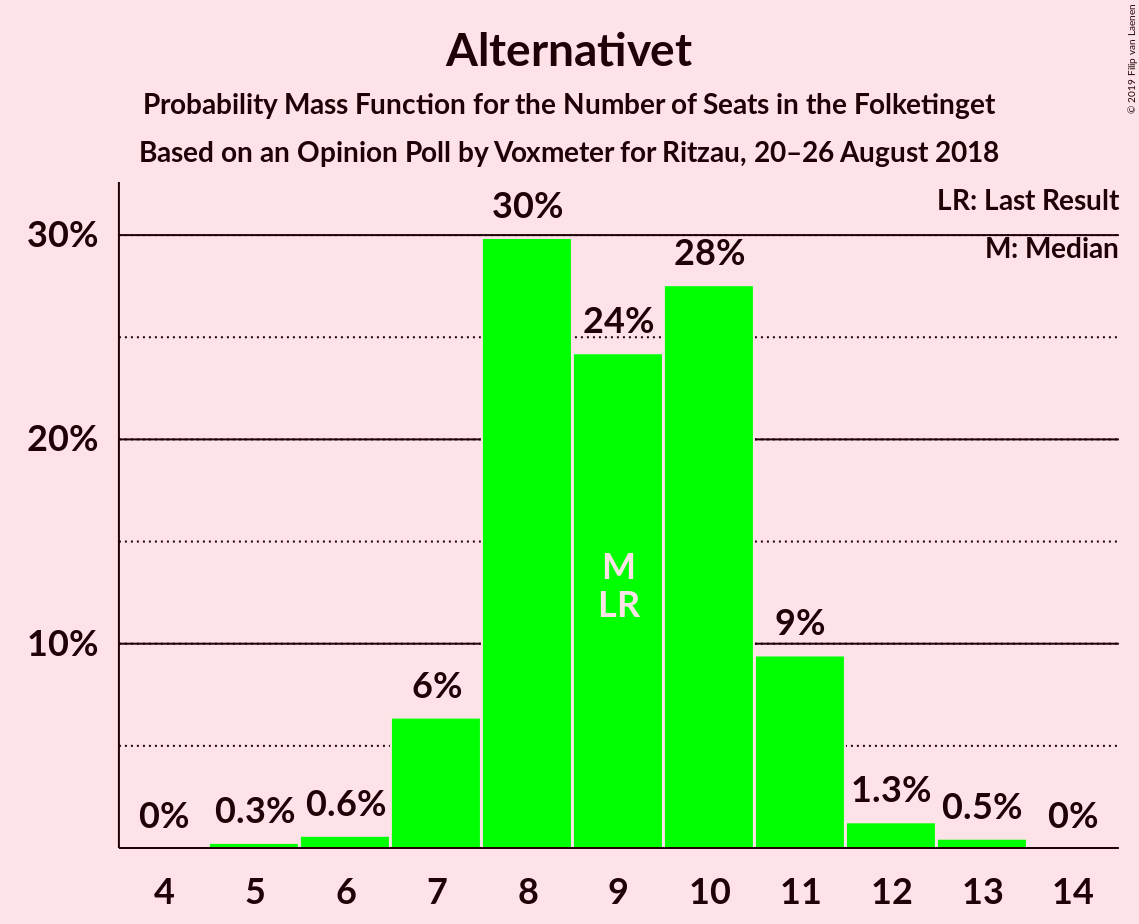 Alternativet
Probability Mass Function for the Number of Seats in the Folketinget
Based on an Opinion Poll by Voxmeter for Ritzau, 20–26 August 2018
© 2019 Filip van Laenen
LR: Last Result
M: Median
30%
20%
10%
0%
0.3%
0.6%
6%
30%
24%
28%
9%
1.3%
0.5%
0%
M
LR
4 5 6 7 8 9 10 11 12 13 14